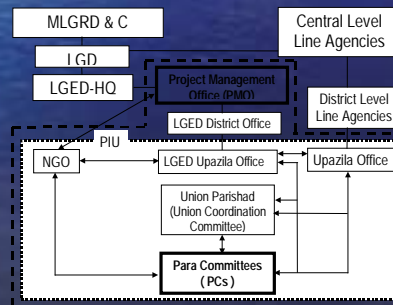 MLGRD & C
Central Level
Line Agencies
LGD
LGED-HQ
Project Management
Office (PMO)
District Level
Line Agencies
LGED District Office
PIU
NGO
LGED Upazila Office
Upazila Office
Union Parishad
(Union Coordination
Committee)
Para Committees
( PCs)